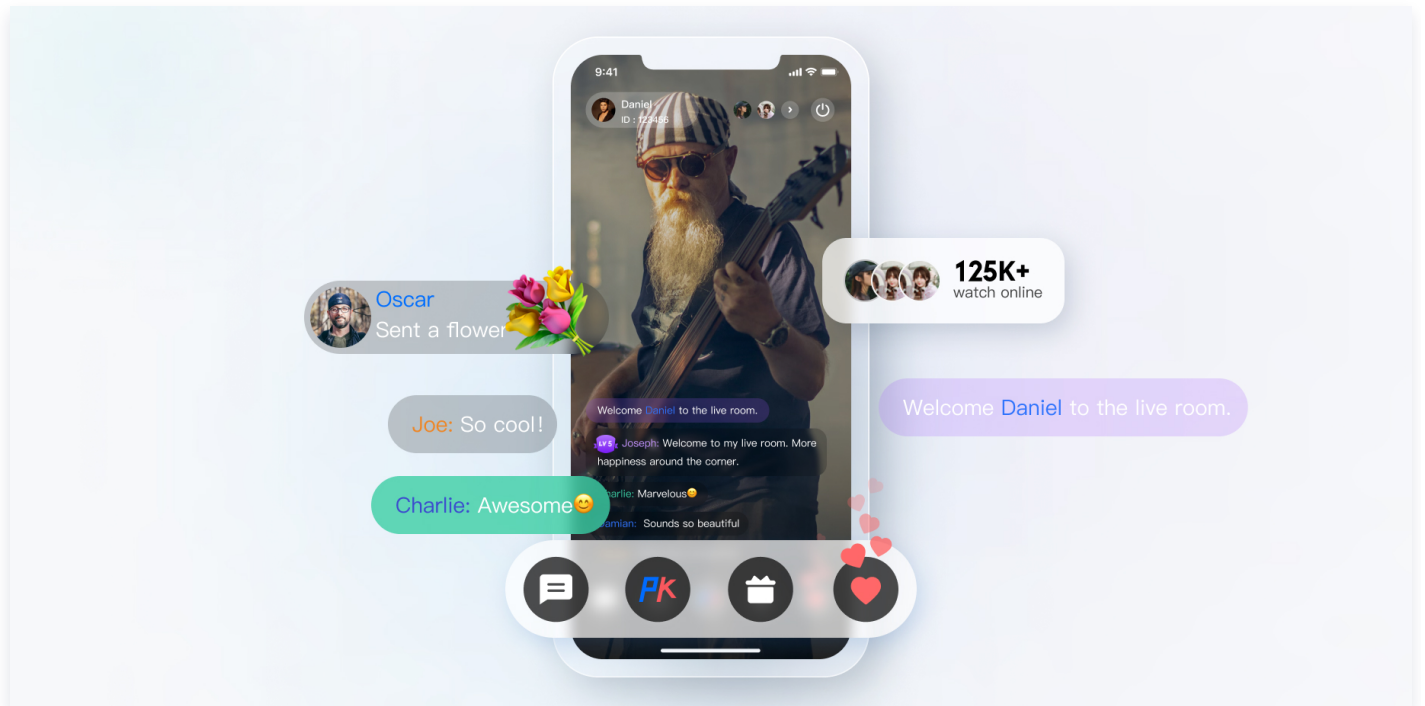 9:41
Daniel
ID : 123456
125K+
watch online
Oscar
Sent a flower
Welcome Daniel to the live room.
Joe: So cool!
Welcome Daniel to the live room.
LV 5 Joseph: Welcome to my live room. More
happiness around the corner.
Charlie: Awesome😊
Charlie: Marvelous😊
Damian: Sounds so beautiful
PK